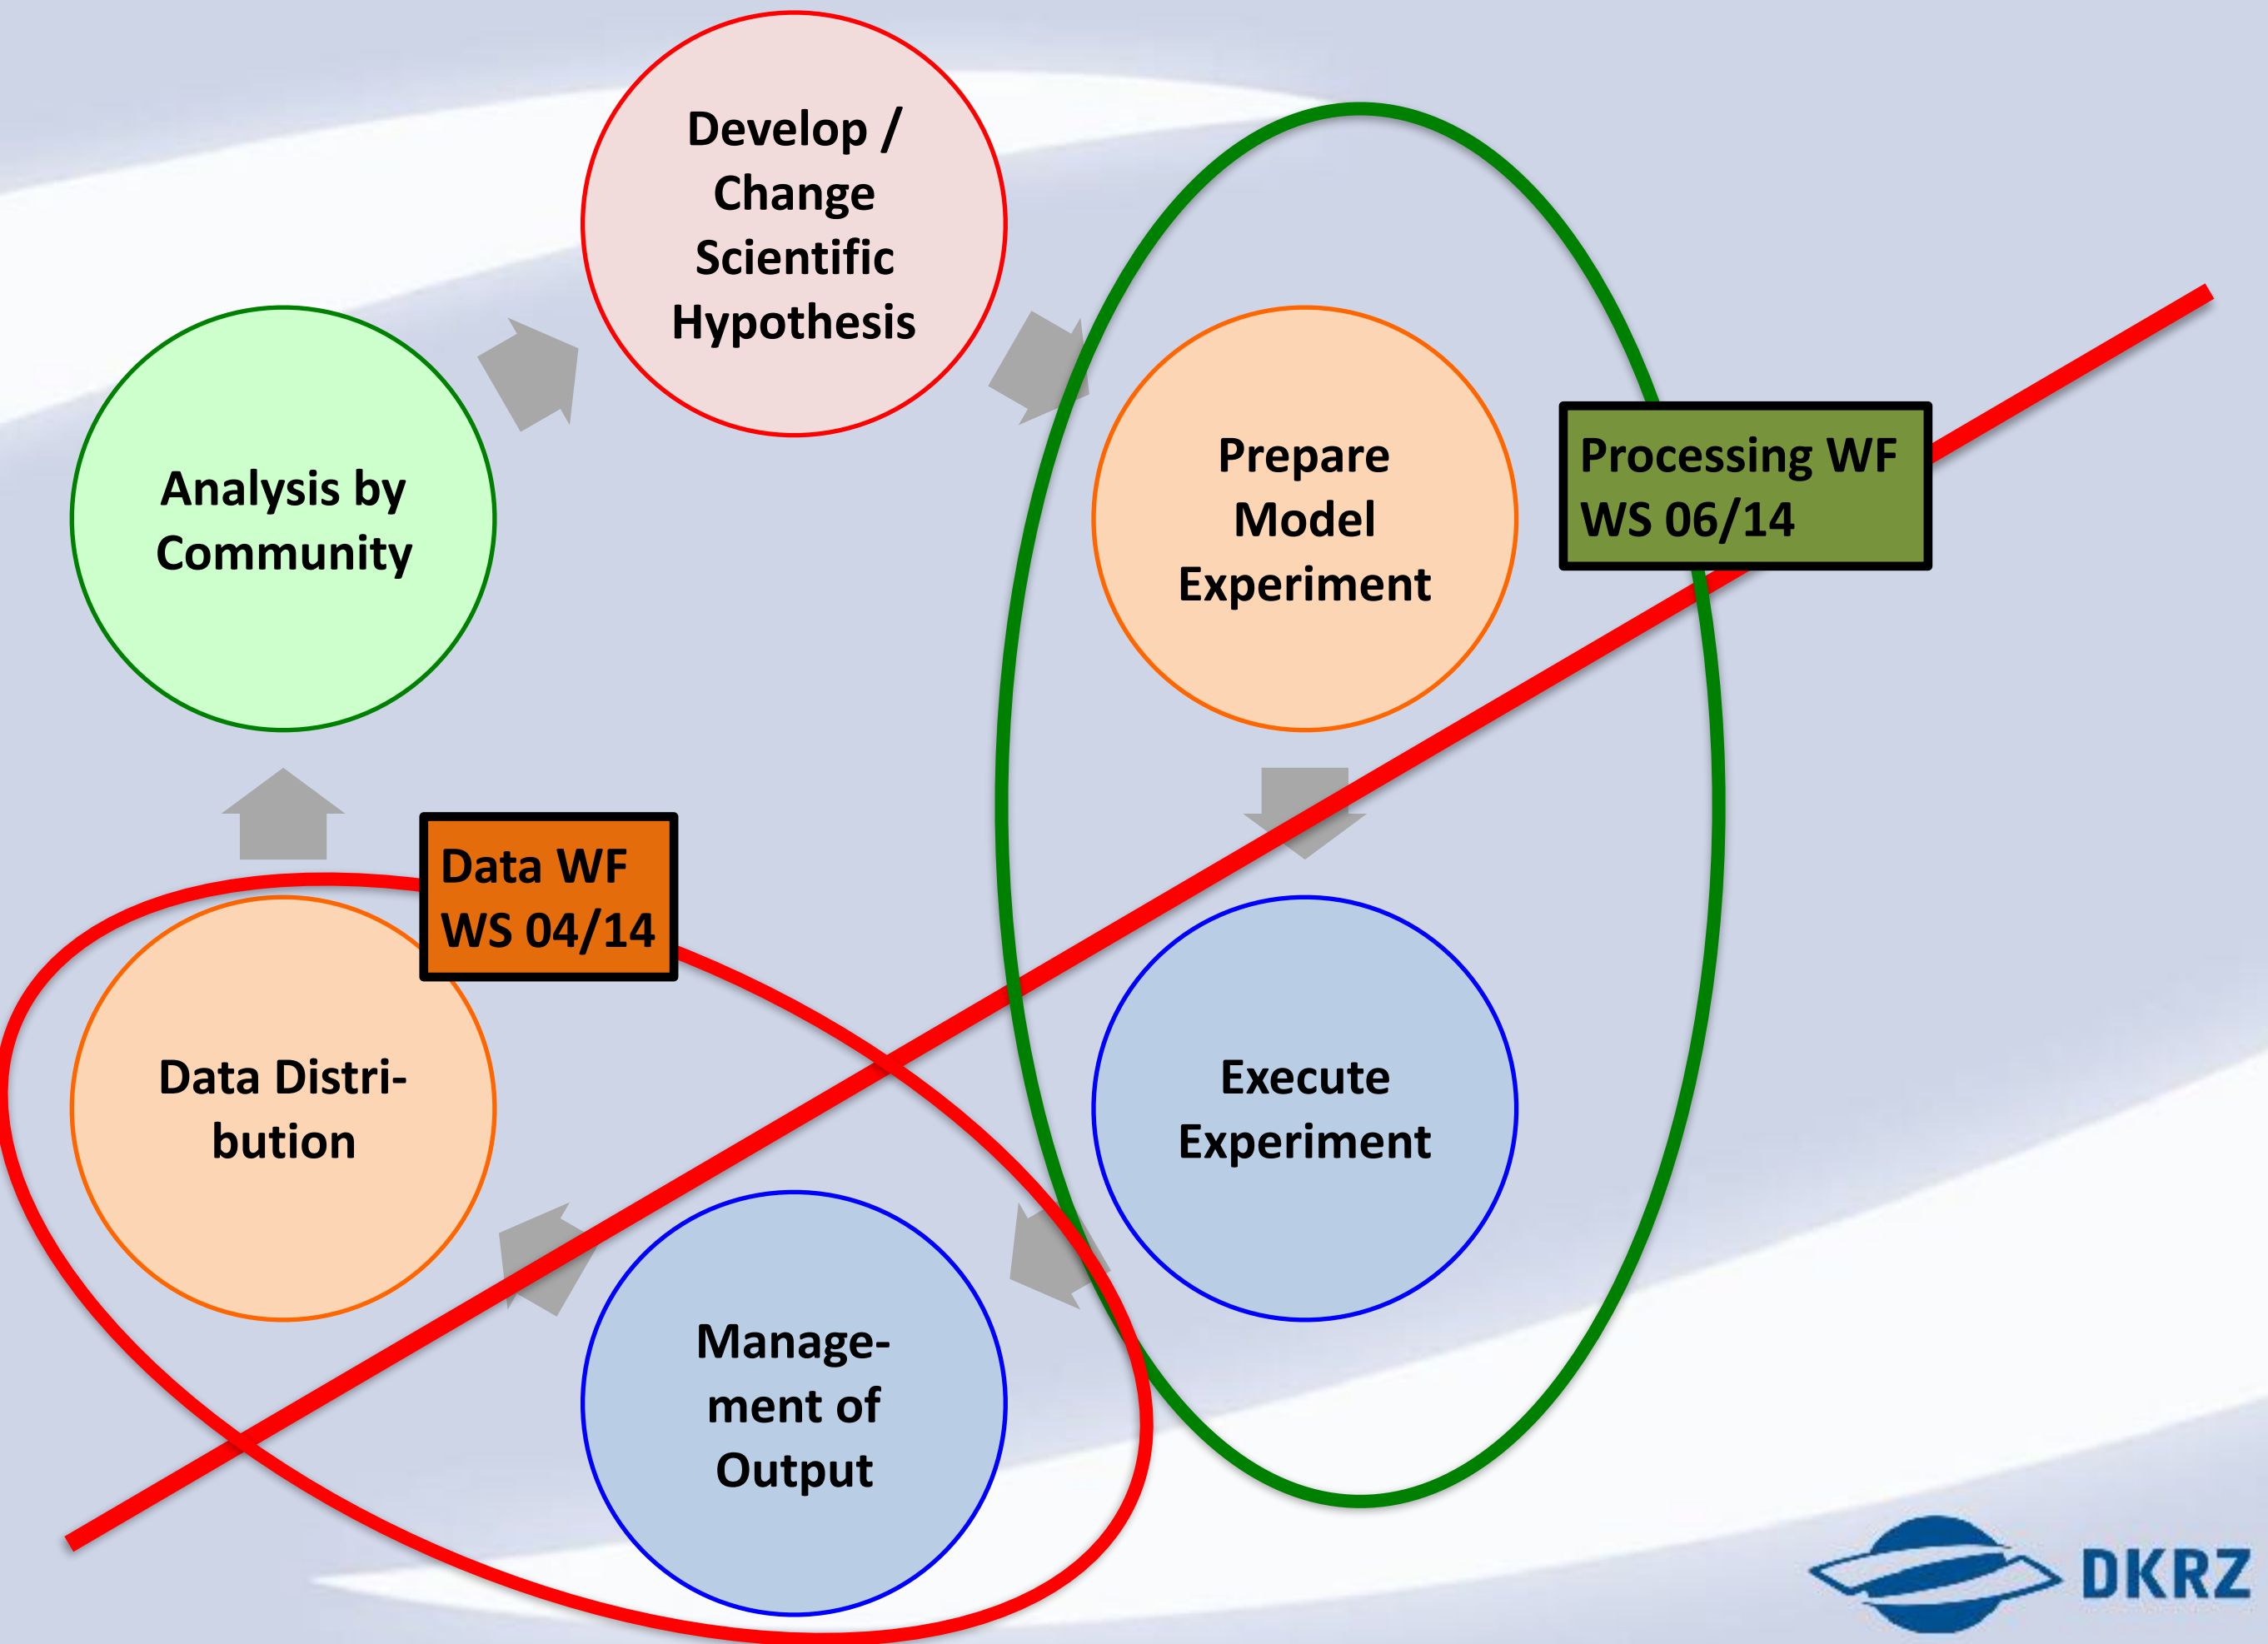 Develop /
Change
Scientific
Hypothesis
Analysis by
Community
Prepare
Model
Experiment
Processing WF
WS 06/14
Data WF
WS 04/14
Data Distri-
bution
Execute
Experiment
Manage-
ment of
Output
DKRZ